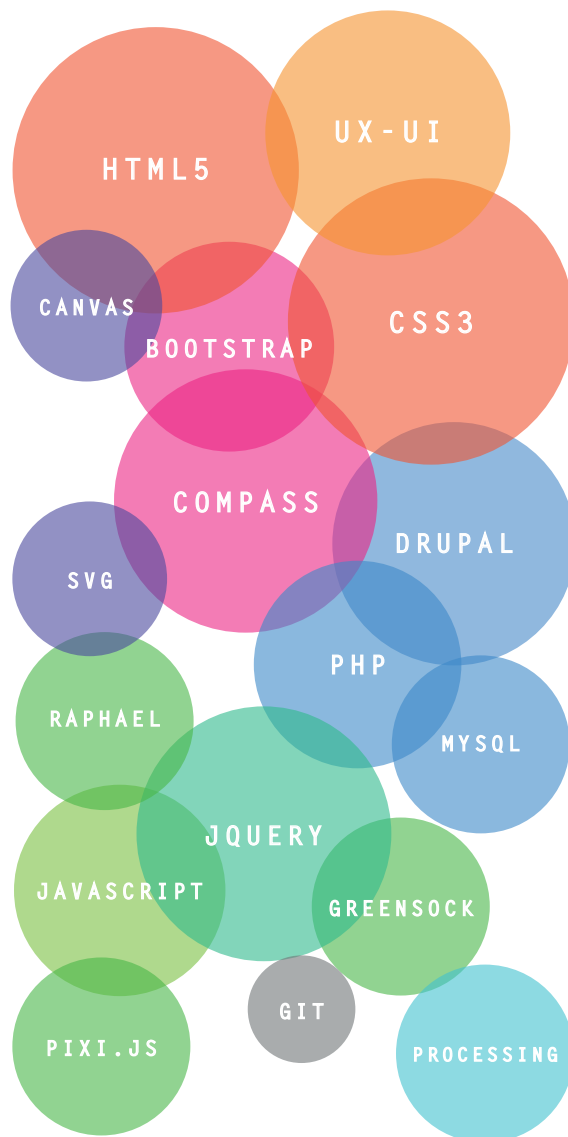 UX-UI
HTML5
CANVAS
CSS3
BOOTSTRAP
COMPASS
DRUPAL
SVG
PHP
RAPHAEL
MYSQL
JQUERY
JAVASCRIPT
GREENSOCK
GIT
PIXI.JS
PROCESSING